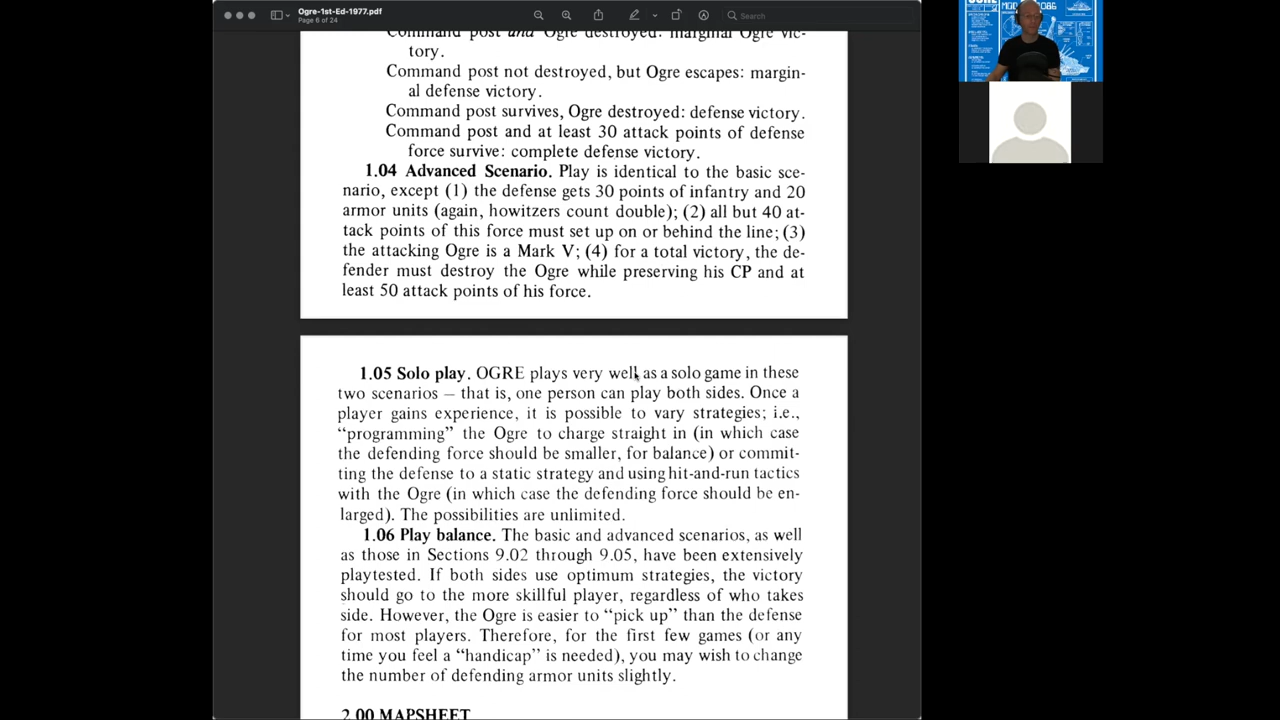 Ogre-1st-Ed-1977.pdf
Page 6 of 24
Search
Command post and Ogre destroyed: marginal Ogre vic-
tory.
Command post not destroyed, but Ogre escapes: margin-
al defense victory.
Command post survives, Ogre destroyed: defense victory.
Command post and at least 30 attack points of defense
force survive: complete defense victory.
1.04 Advanced Scenario. Play is identical to the basic sce-
nario, except (1) the defense gets 30 points of infantry and 20
armor units (again, howitzers count double); (2) all but 40 at-
tack points of this force must set up on or behind the line; (3)
the attacking Ogre is a Mark V; (4) for a total victory, the de-
fender must destroy the Ogre while preserving his CP and at
least 50 attack points of his force.
1.05 Solo play. OGRE plays very well as a solo game in these
two scenarios – that is, one person can play both sides. Once a
player gains experience, it is possible to vary strategies; i.e.,
“programming” the Ogre to charge straight in (in which case
the defending force should be smaller, for balance) or commit-
ting the defense to a static strategy and using hit-and-run tactics
with the Ogre (in which case the defending force should be en-
larged). The possibilities are unlimited.
1.06 Play balance. The basic and advanced scenarios, as well
as those in Sections 9.02 through 9.05, have been extensively
playtested. If both sides use optimum strategies, the victory
should go to the more skillful player, regardless of who takes
side. However, the Ogre is easier to “pick up” than the defense
for most players. Therefore, for the first few games (or any
time you feel a “handicap” is needed), you may wish to change
the number of defending armor units slightly.
2.00 MAPSHEET